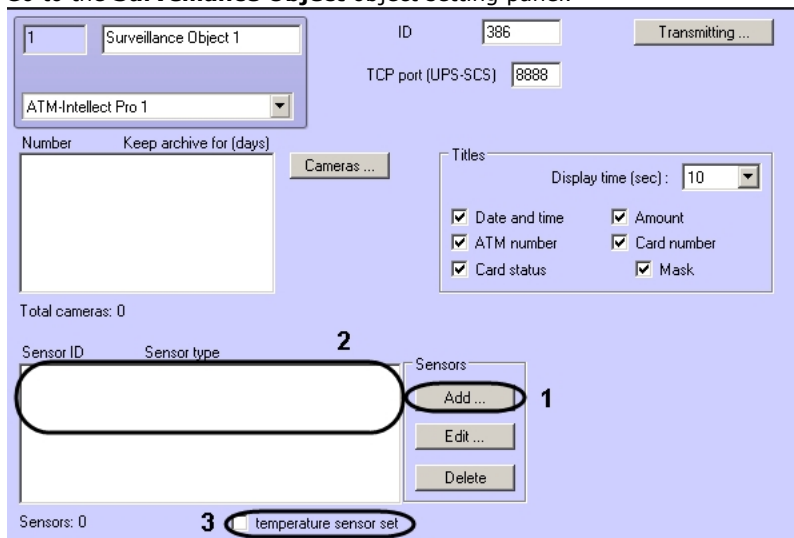 Go to the Surveillance Object object setting panel.
1 Surveillance Object 1
ID 386
Transmitting ...
TCP port (UPS-SCS) 8888
ATM-Intellect Pro 1
Number Keep archive for (days)
Cameras ...
Titles
Display time (sec) : 10
Date and time Amount
ATM number Card number
Card status Mask
Total cameras: 0
Sensor ID Sensor type 2
Sensors
Add ... 1
Edit ...
Delete
Sensors: 0 3 temperature sensor set